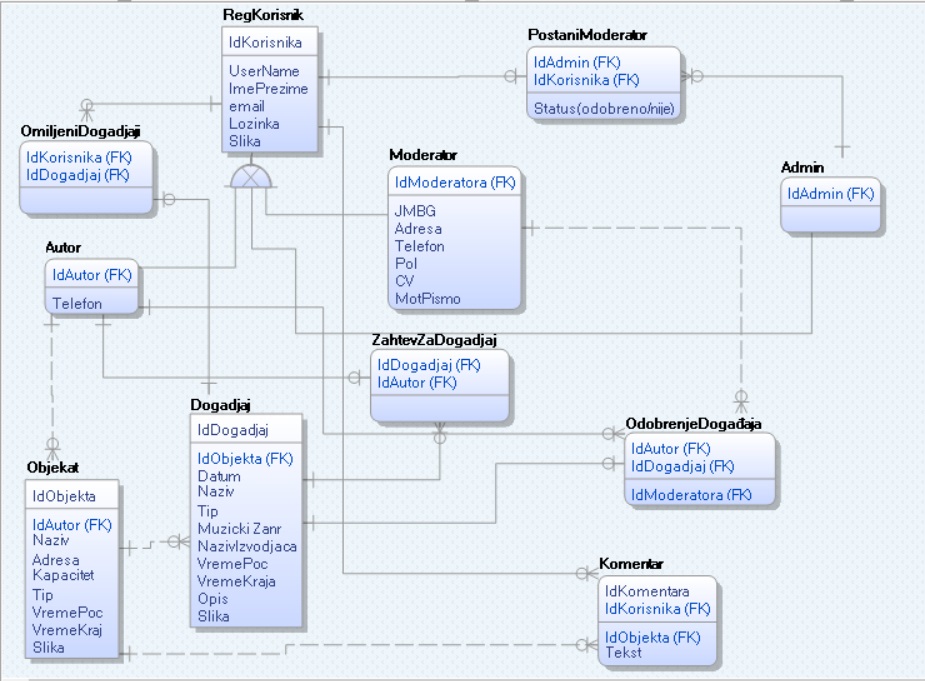 RegKorisnik
IdKorisnika
UserName
ImePrezime
email
Lozinka
Slika
PostaniModerator
IdAdmin (FK)
IdKorisnika (FK)
Status(odobreno/nije)
OmiljeniDogadjaji
IdKorisnika (FK)
IdDogadjaj (FK)
Moderator
IdModeratora (FK)
JMBG
Adresa
Telefon
Pol
CV
MotPismo
Admin
IdAdmin (FK)
Autor
IdAutor (FK)
Telefon
ZahtevZaDogadjaj
IdDogadjaj (FK)
IdAutor (FK)
Dogadjaj
IdDogadjaj
IdObjekta (FK)
Datum
Naziv
Tip
Muzicki Zanr
NazivIzvodjaca
VremePoc
VremeKraja
Opis
Slika
OdobrenjeDogađaja
IdAutor (FK)
IdDogadjaj (FK)
IdModeratora (FK)
Objekat
IdObjekta
IdAutor (FK)
Naziv
Adresa
Kapacitet
Tip
VremePoc
VremeKraj
Slika
Komentar
IdKomentara
IdKorisnika (FK)
IdObjekta (FK)
Tekst